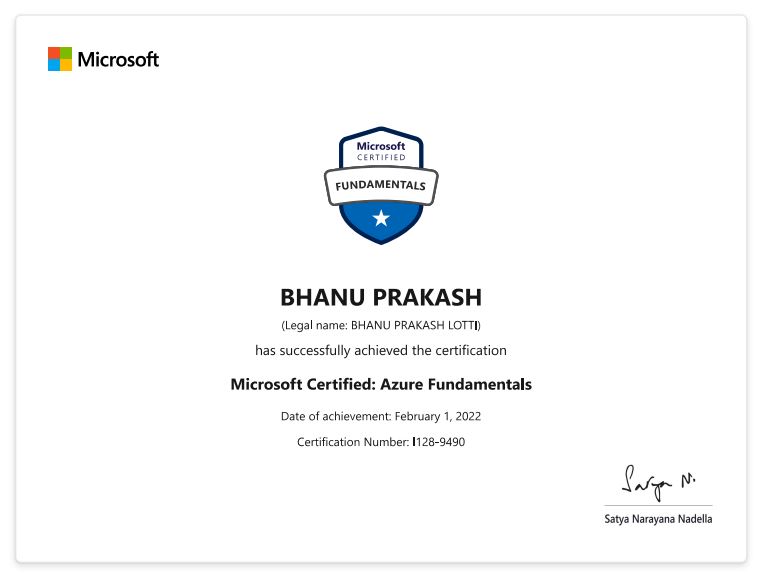 Microsoft
Microsoft
CERTIFIED
FUNDAMENTALS
BHANU PRAKASH
(Legal name: BHANU PRAKASH LOTTI)
has successfully achieved the certification
Microsoft Certified: Azure Fundamentals
Date of achievement: February 1, 2022
Certification Number: I128-9490
Satya N.
Satya Narayana Nadella